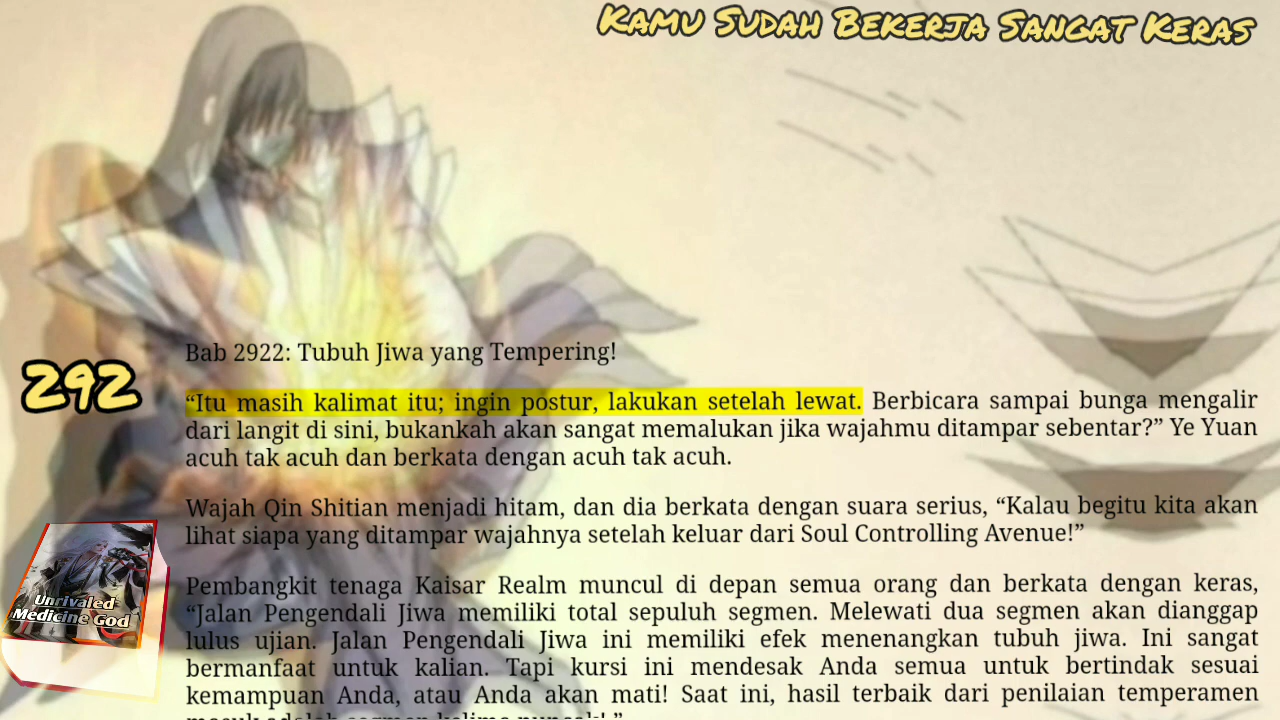 Kamu Sudah Bekerja Sangat Keras
Bab 2922: Tubuh Jiwa yang Tempering!
292
“Itu masih kalimat itu; ingin postur, lakukan setelah lewat. Berbicara sampai bunga mengalir
dari langit di sini, bukankah akan sangat memalukan jika wajahmu ditampar sebentar?” Ye Yuan
acuh tak acuh dan berkata dengan acuh tak acuh.
Wajah Qin Shitian menjadi hitam, dan dia berkata dengan suara serius, “Kalau begitu kita akan
lihat siapa yang ditampar wajahnya setelah keluar dari Soul Controlling Avenue!”
Pembangkit tenaga Kaisar Realm muncul di depan semua orang dan berkata dengan keras,
“Jalan Pengendali Jiwa memiliki total sepuluh segmen. Melewati dua segmen akan dianggap
lulus ujian. Jalan Pengendali Jiwa ini memiliki efek menenangkan tubuh jiwa. Ini sangat
bermanfaat untuk kalian. Tapi kursi ini mendesak Anda semua untuk bertindak sesuai
kemampuan Anda, atau Anda akan mati! Saat ini, hasil terbaik dari penilaian temperamen
Unrivaled
Medicine God